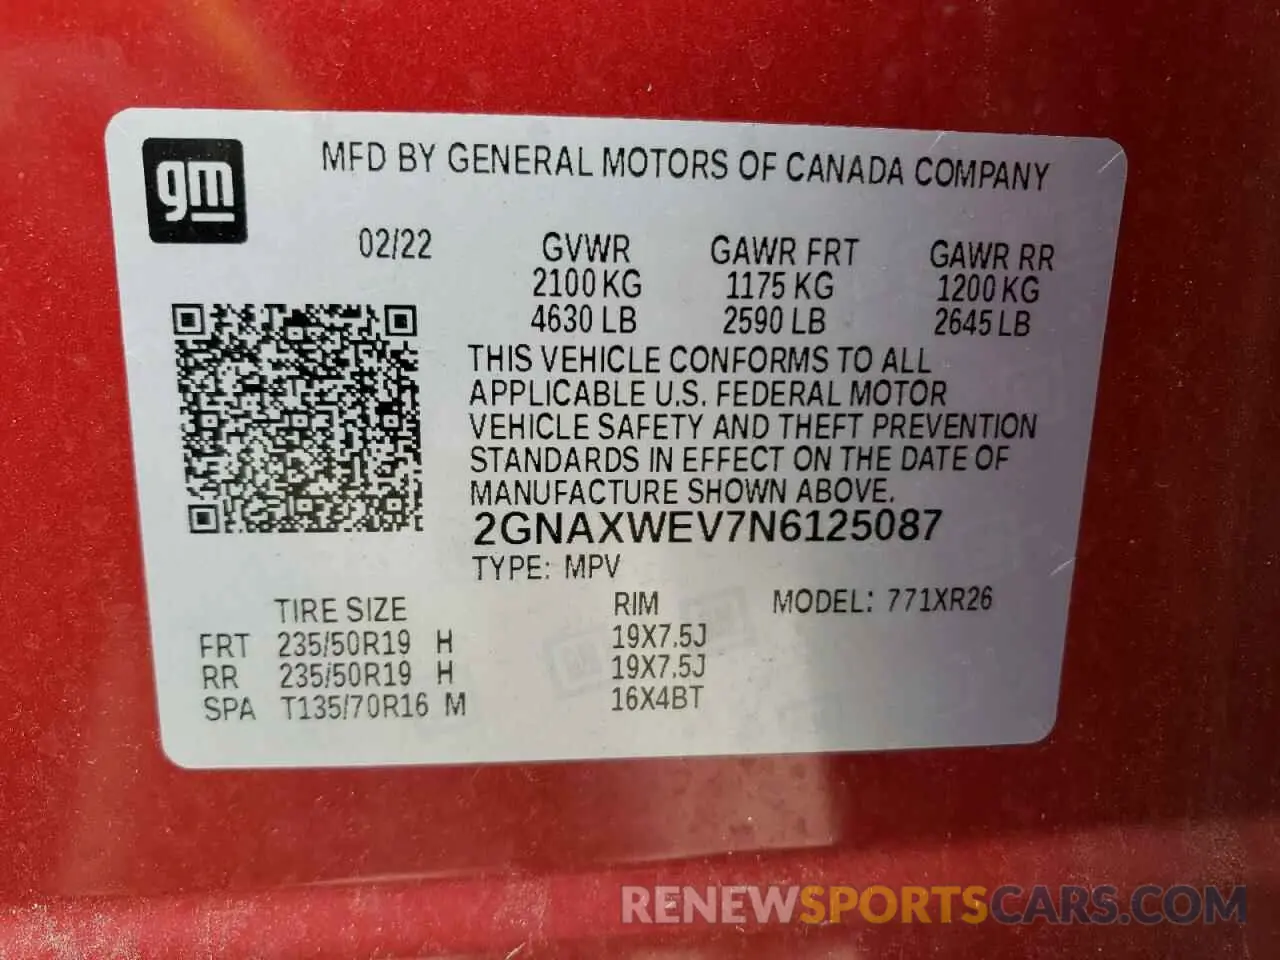 gm
MFD BY GENERAL MOTORS OF CANADA COMPANY
02/22 GVWR GAWR FRT GAWR RR
2100 KG 1175 KG 1200 KG
4630 LB 2590 LB 2645 LB
THIS VEHICLE CONFORMS TO ALL
APPLICABLE U.S. FEDERAL MOTOR
VEHICLE SAFETY AND THEFT PREVENTION
STANDARDS IN EFFECT ON THE DATE OF
MANUFACTURE SHOWN ABOVE.
2GNAXWEV7N6125087
TYPE: MPV
TIRE SIZE RIM MODEL: 771XR26
FRT 235/50R19 H 19X7.5J
RR 235/50R19 H 19X7.5J
SPA T135/70R16 M 16X4BT
RENEWSPORTSCARS.COM